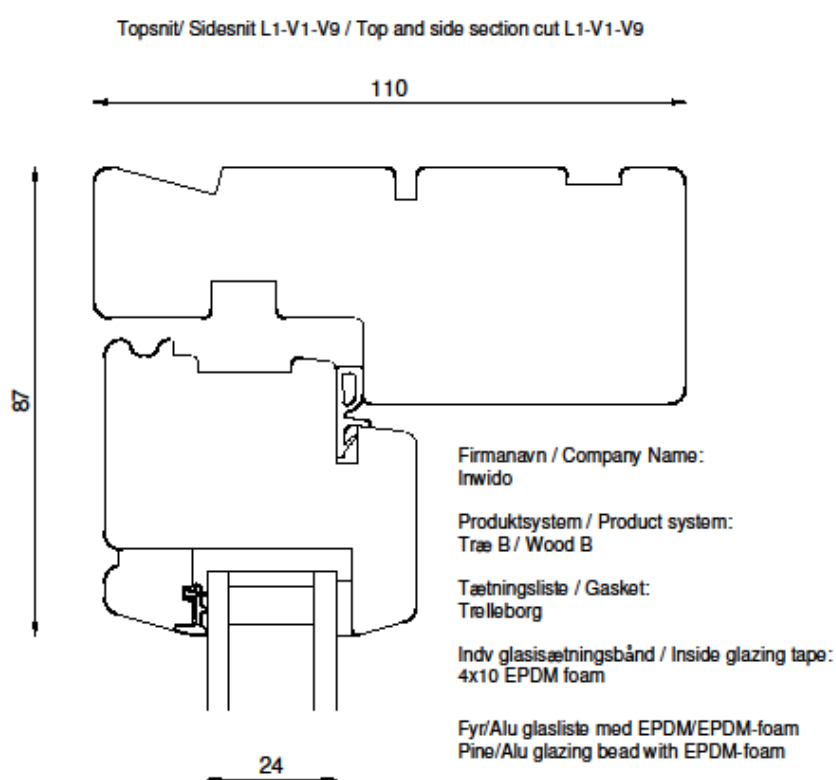 Topsnit/ Sidesnit L1-V1-V9 / Top and side section cut L1-V1-V9
110
87
Firmanavn / Company Name:
Inwido
Produktsystem / Product system:
Træ B / Wood B
Tætningsliste / Gasket:
Trelleborg
Indv glasisætningsbånd / Inside glazing tape:
4x10 EPDM foam
Fyr/Alu glasliste med EPDM/EPDM-foam
Pine/Alu glazing bead with EPDM-foam
24